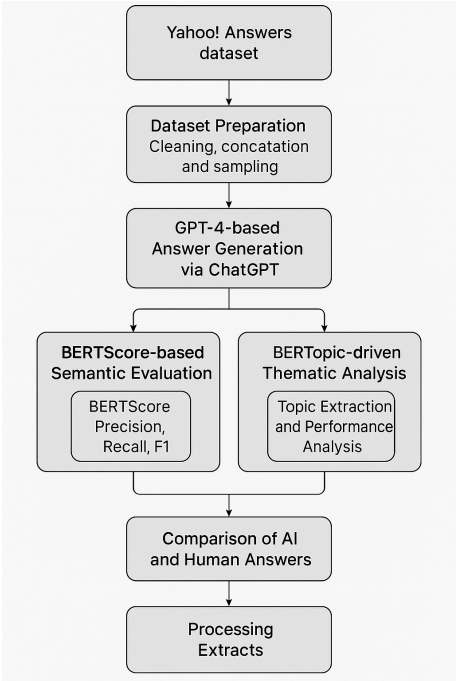 Yahoo! Answers
dataset
Dataset Preparation
Cleaning, concatation
and sampling
GPT-4-based
Answer Generation
via ChatGPT
BERTScore-based
Semantic Evaluation
BERTScore
Precision,
Recall, F1
BERTopic-driven
Thematic Analysis
Topic Extraction
and Performance
Analysis
Comparison of AI
and Human Answers
Processing
Extracts